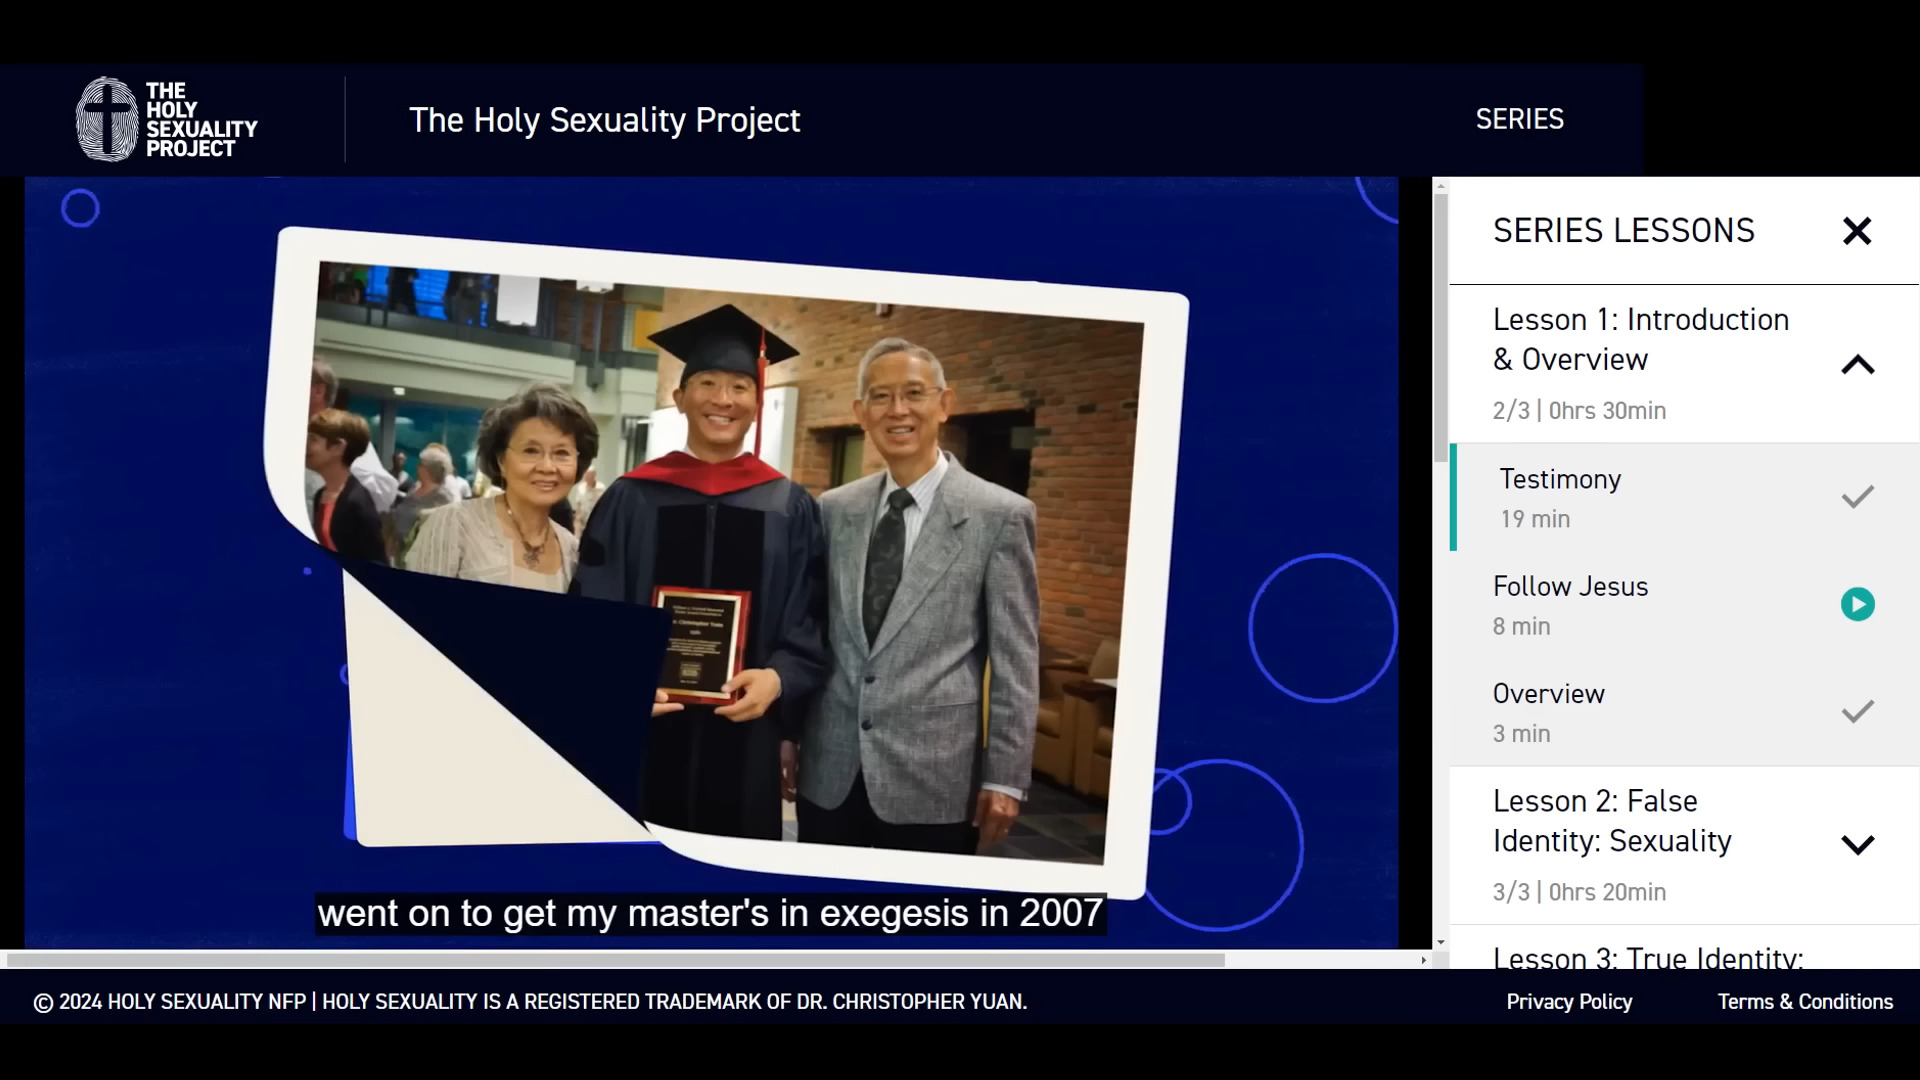 THE
HOLY
SEXUALITY
PROJECT
The Holy Sexuality Project
SERIES
went on to get my master's in exegesis in 2007
SERIES LESSONS
Lesson 1: Introduction
& Overview
2/3 | 0hrs 30min
Testimony
19 min
Follow Jesus
8 min
Overview
3 min
Lesson 2: False
Identity: Sexuality
3/3 | 0hrs 20min
Lesson 3: True Identity:
© 2024 HOLY SEXUALITY NFP | HOLY SEXUALITY IS A REGISTERED TRADEMARK OF DR. CHRISTOPHER YUAN.
Privacy Policy
Terms & Conditions